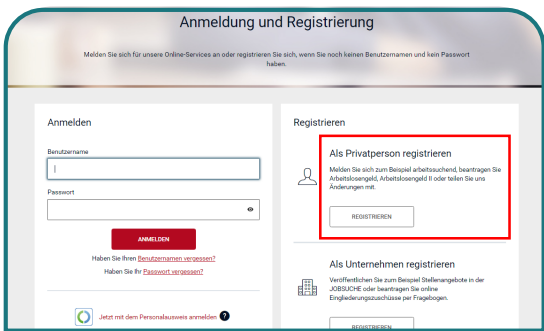 Anmeldung und Registrierung
Melden Sie sich für unsere Online-Services an oder registrieren Sie sich, wenn Sie noch keinen Benutzernamen und kein Passwort
haben.
Anmelden
Benutzername
Passwort
ANMELDEN
Haben Sie Ihren Benutzernamen vergessen?
Haben Sie Ihr Passwort vergessen?
Jetzt mit dem Personalausweis anmelden ?
Registrieren
Als Privatperson registrieren
Melden Sie sich zum Beispiel arbeitssuchend, beantragen Sie
Arbeitslosengeld, Arbeitslosengeld II oder teilen Sie uns
Änderungen mit.
REGISTRIEREN
Als Unternehmen registrieren
Veröffentlichen Sie zum Beispiel Stellenangebote in der
JOBSUCHE oder beantragen Sie online
Eingliederungszuschüsse per Fragebogen.
REGISTRIEREN